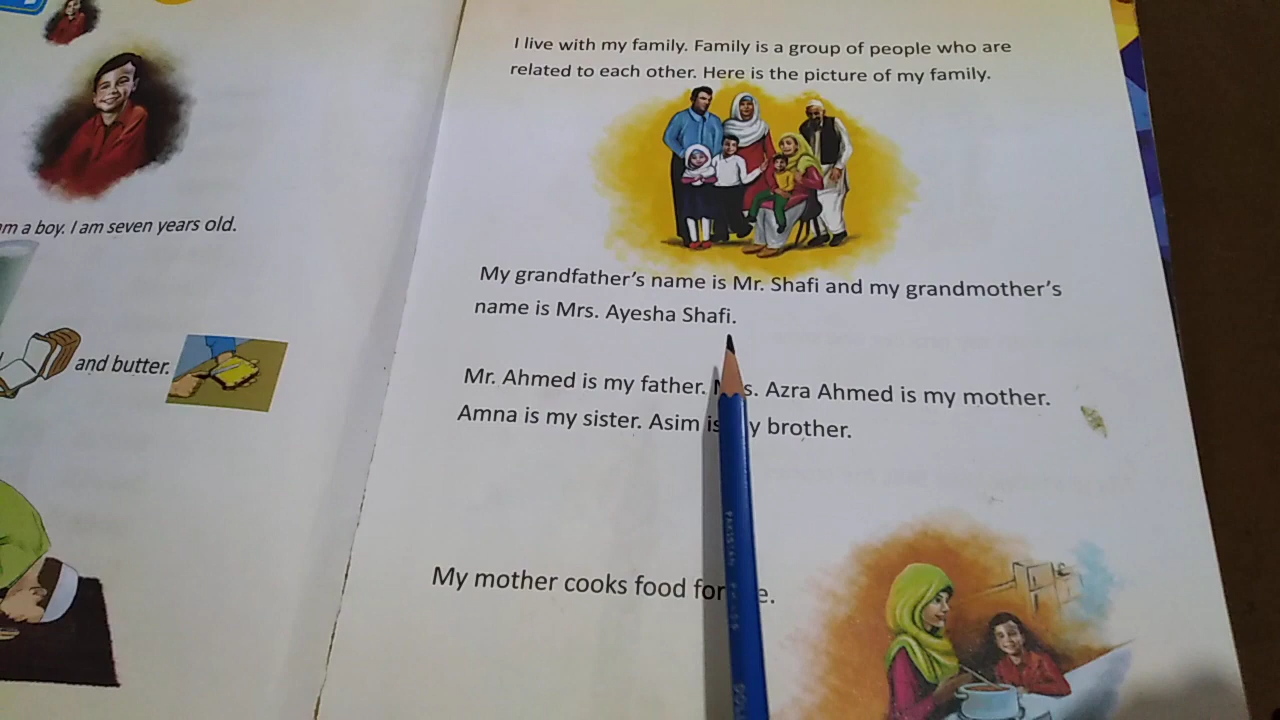 m a boy. I am seven years old.
and butter.
I live with my family. Family is a group of people who are
related to each other. Here is the picture of my family.
My grandfather's name is Mr. Shafi and my grandmother's
name is Mrs. Ayesha Shafi.
Mr. Ahmed is my father. M s. Azra Ahmed is my mother.
Amna is my sister. Asim is y brother.
My mother cooks food for e.
PAKISTAN